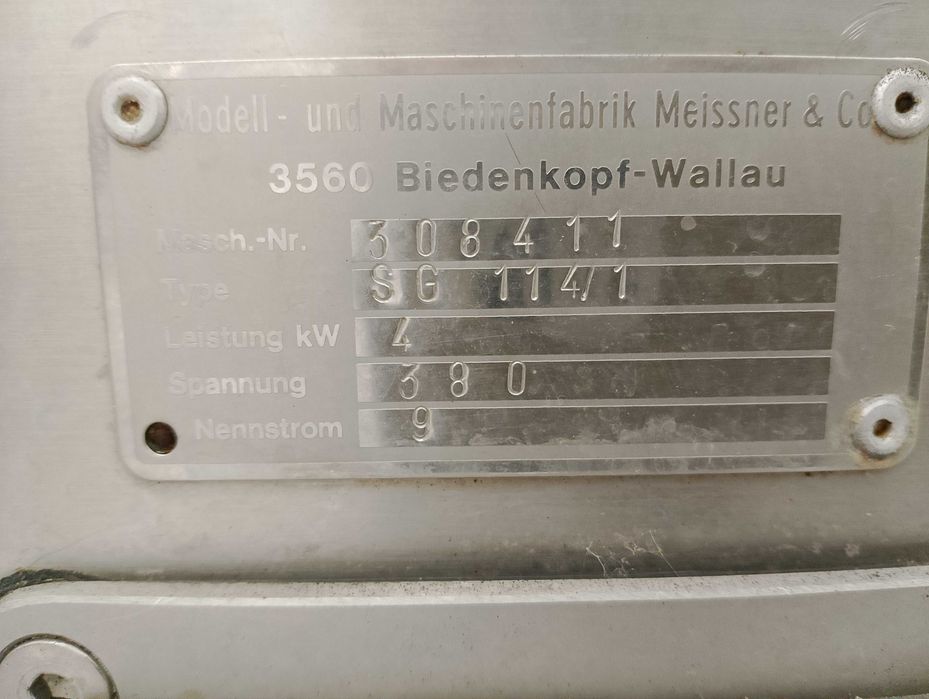 Modell - und Maschinenfabrik Meissner & Co
3560 Biedenkopf-Wallau
Masch.-Nr. 308411
Type SG 114/1
Leistung kW 4
Spannung 380
Nennstrom 9